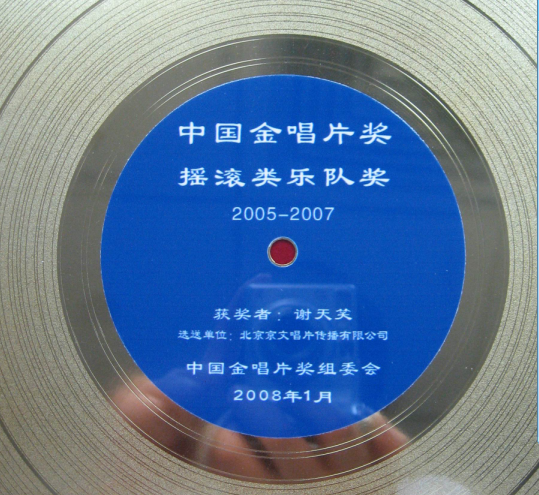 中国金唱片奖
摇滚类乐队奖
2005-2007
获奖者：谢天笑
选送单位：北京京文唱片传播有限公司
中国金唱片奖组委会
2008年1月